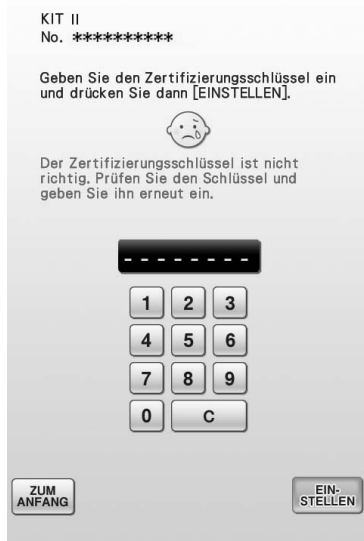 KIT II
No. **********
Geben Sie den Zertifizierungsschlüssel ein
und drücken Sie dann [EINSTELLEN].
Der Zertifizierungsschlüssel ist nicht
richtig. Prüfen Sie den Schlüssel und
geben Sie ihn erneut ein.
- - - - - - - -
1 2 3
4 5 6
7 8 9
0 C
ZUM
ANFANG
EIN-
STELLEN